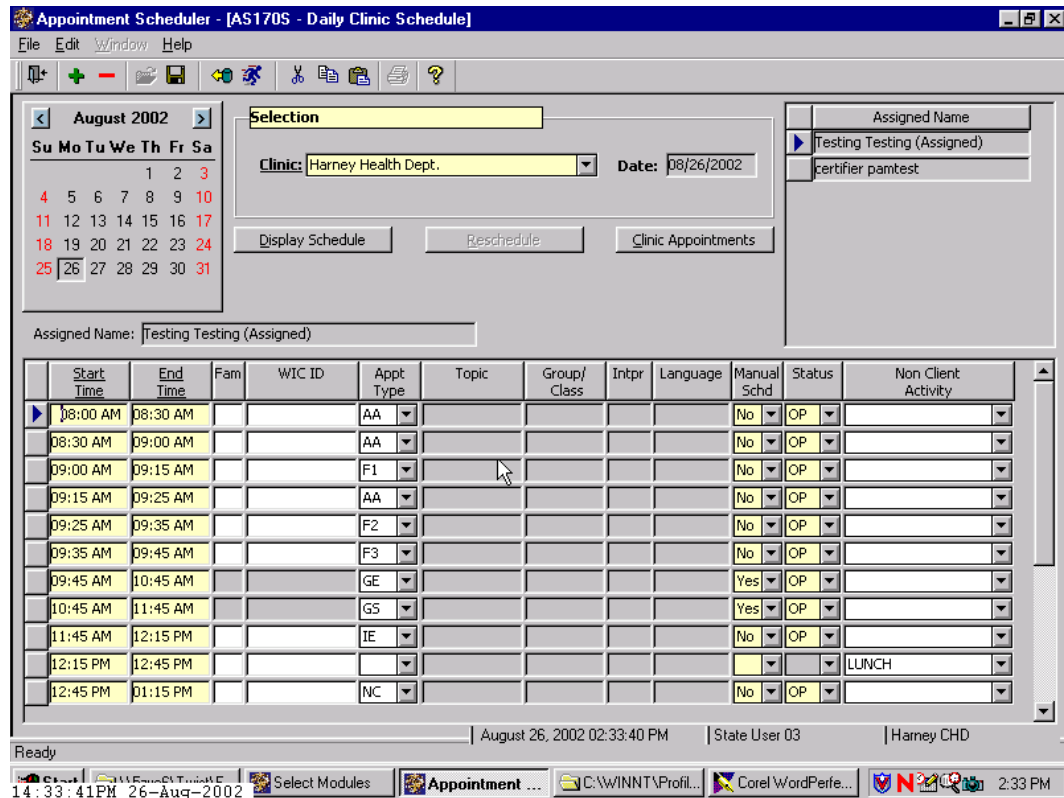 Appointment Scheduler - [AS170S - Daily Clinic Schedule]
File Edit Window Help
August 2002
Su Mo Tu We Th Fr Sa
1 2 3
4 5 6 7 8 9 10
11 12 13 14 15 16 17
18 19 20 21 22 23 24
25 26 27 28 29 30 31
Selection
Clinic: Harney Health Dept. Date: 08/26/2002
Display Schedule Reschedule Clinic Appointments
Assigned Name
Testing Testing (Assigned)
certifier pamtest
Assigned Name: Testing Testing (Assigned)
Start Time End Time Fam WIC ID Appt Type Topic Group/ Class Intpr Language Manual Schd Status Non Client Activity
08:00 AM 08:30 AM AA No OP
08:30 AM 09:00 AM AA No OP
09:00 AM 09:15 AM F1 No OP
09:15 AM 09:25 AM AA No OP
09:25 AM 09:35 AM F2 No OP
09:35 AM 09:45 AM F3 No OP
09:45 AM 10:45 AM GE Yes OP
10:45 AM 11:45 AM GS Yes OP
11:45 AM 12:15 PM IE No OP
12:15 PM 12:45 PM LUNCH
12:45 PM 01:15 PM NC No OP
August 26, 2002 02:33:40 PM State User 03 Harney CHD
Ready
Select Modules Appointment ... C:\WINNT\Profil... Corel WordPerfe... 2:33 PM
14:33:41PM 26-Aug-2002